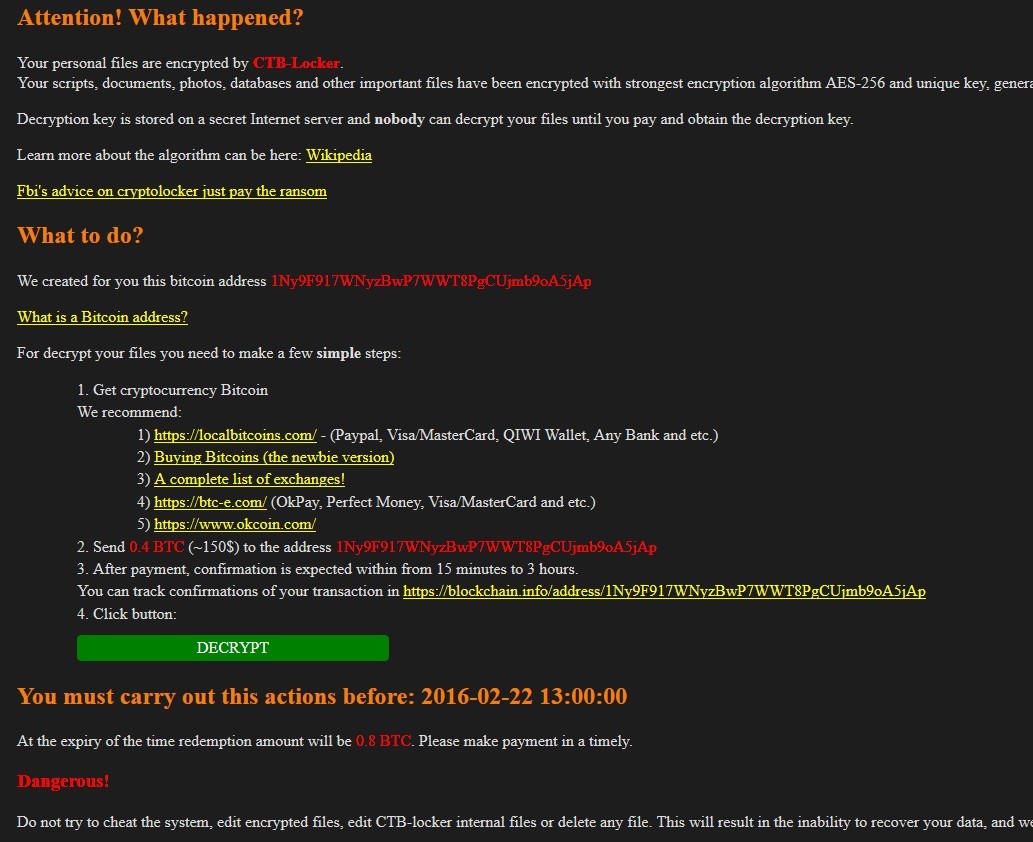 Attention! What happened?
Your personal files are encrypted by CTB-Locker.
Your scripts, documents, photos, databases and other important files have been encrypted with strongest encryption algorithm AES-256 and unique key, genera
Decryption key is stored on a secret Internet server and nobody can decrypt your files until you pay and obtain the decryption key.
Learn more about the algorithm can be here: Wikipedia
Fbi's advice on cryptolocker just pay the ransom
What to do?
We created for you this bitcoin address 1Ny9F917WNyzBwP7WWT8PgCUjmb9oA5jAp
What is a Bitcoin address?
For decrypt your files you need to make a few simple steps:
1. Get cryptocurrency Bitcoin
We recommend:
1) https://localbitcoins.com/ - (Paypal, Visa/MasterCard, QIWI Wallet, Any Bank and etc.)
2) Buying Bitcoins (the newbie version)
3) A complete list of exchanges!
4) https://btc-e.com/ (OkPay, Perfect Money, Visa/MasterCard and etc.)
5) https://www.okcoin.com/
2. Send 0.4 BTC (~150$) to the address 1Ny9F917WNyzBwP7WWT8PgCUjmb9oA5jAp
3. After payment, confirmation is expected within from 15 minutes to 3 hours.
You can track confirmations of your transaction in https://blockchain.info/address/1Ny9F917WNyzBwP7WWT8PgCUjmb9oA5jAp
4. Click button:
DECRYPT
You must carry out this actions before: 2016-02-22 13:00:00
At the expiry of the time redemption amount will be 0.8 BTC. Please make payment in a timely.
Dangerous!
Do not try to cheat the system, edit encrypted files, edit CTB-locker internal files or delete any file. This will result in the inability to recover your data, and we